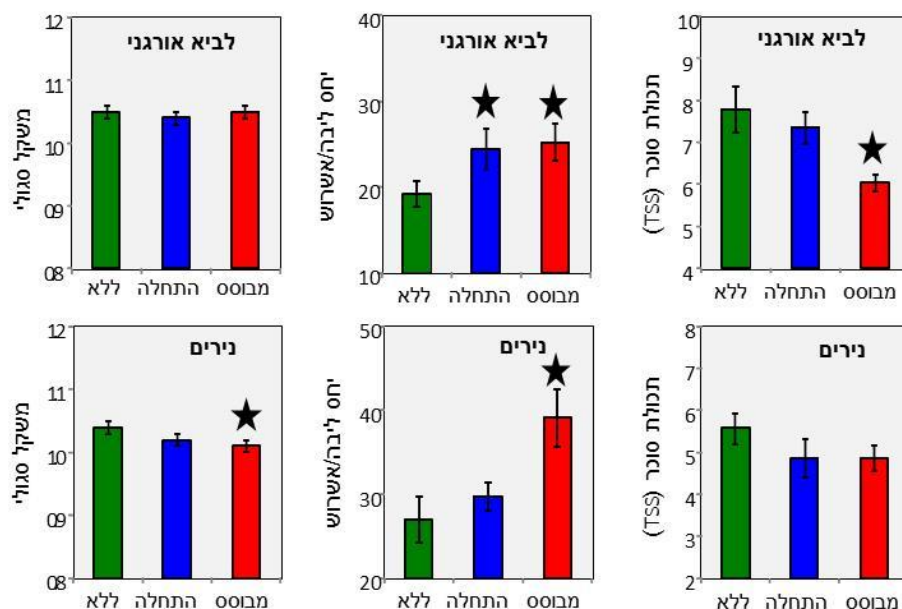 לביא אורגני
משקל סגולי
12
11
10
09
08
מבוסס התחלה ללא
לביא אורגני
יחס ליבה/אשרוש
40
30
20
10
מבוסס התחלה ללא
לביא אורגני
תכולת סוכר
(TSS)
10
9
8
7
6
5
4
מבוסס התחלה ללא
נירים
משקל סגולי
12
11
10
09
08
מבוסס התחלה ללא
נירים
יחס ליבה/אשרוש
50
40
30
20
מבוסס התחלה ללא
נירים
תכולת סוכר
(TSS)
8
7
6
5
4
3
2
מבוסס התחלה ללא